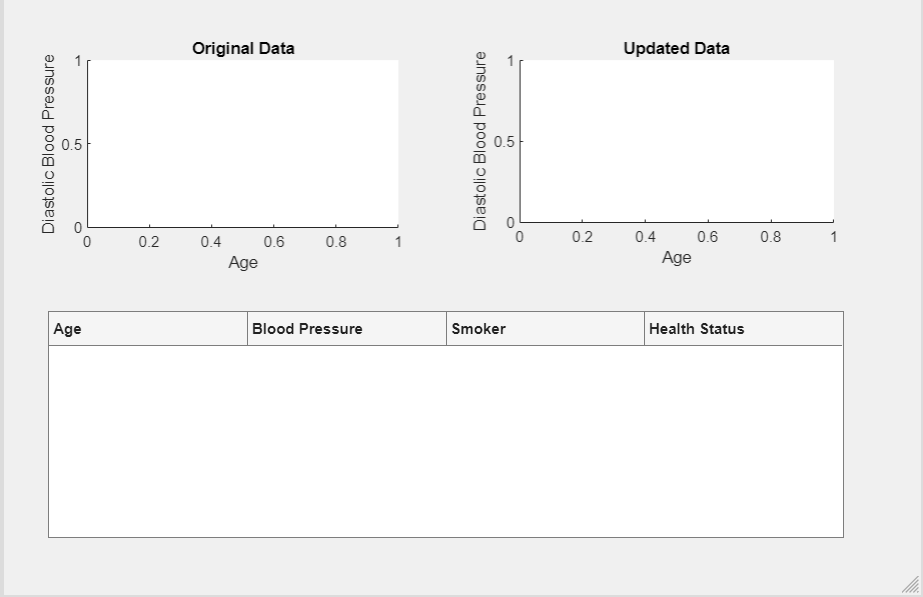 Original Data
Diastolic Blood Pressure
1
0.5
0
0 0.2 0.4 0.6 0.8 1
Age
Updated Data
Diastolic Blood Pressure
1
0.5
0
0 0.2 0.4 0.6 0.8 1
Age
Age Blood Pressure Smoker Health Status